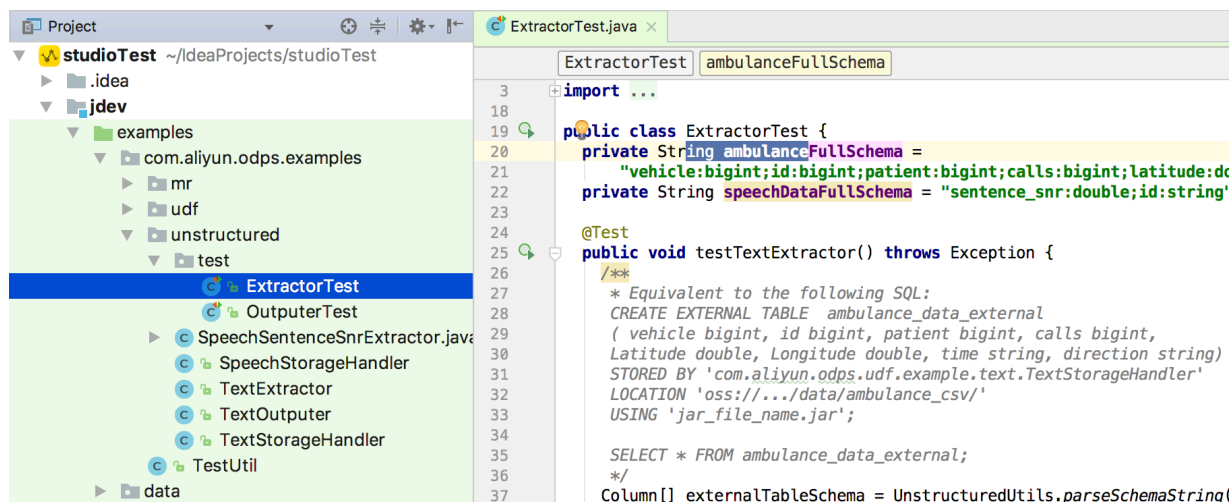 Project
studioTest ~/IdeaProjects/studioTest
.idea
jdev
examples
com.aliyun.odps.examples
mr
udf
unstructured
test
ExtractorTest
OutputerTest
SpeechSentenceSnrExtractor.java
SpeechStorageHandler
TextExtractor
TextOutputer
TextStorageHandler
TestUtil
data
ExtractorTest.java
ExtractorTest ambulanceFullSchema
3 import ...
18
19 public class ExtractorTest {
20 private String ambulanceFullSchema =
21 "vehicle:bigint;id:bigint;patient:bigint;calls:bigint;latitude:do
22 private String speechDataFullSchema = "sentence_snr:double;id:string"
23
24 @Test
25 public void testTextExtractor() throws Exception {
26 /**
27 * Equivalent to the following SQL:
28 CREATE EXTERNAL TABLE ambulance_data_external
29 ( vehicle bigint, id bigint, patient bigint, calls bigint,
30 Latitude double, Longitude double, time string, direction string)
31 STORED BY 'com.aliyun.odps.udf.example.text.TextStorageHandler'
32 LOCATION 'oss://.../data/ambulance_csv/'
33 USING 'jar_file_name.jar';
34
35 SELECT * FROM ambulance_data_external;
36 */
37 Column[] externalTableSchema = UnstructuredUtils.parseSchemaString(